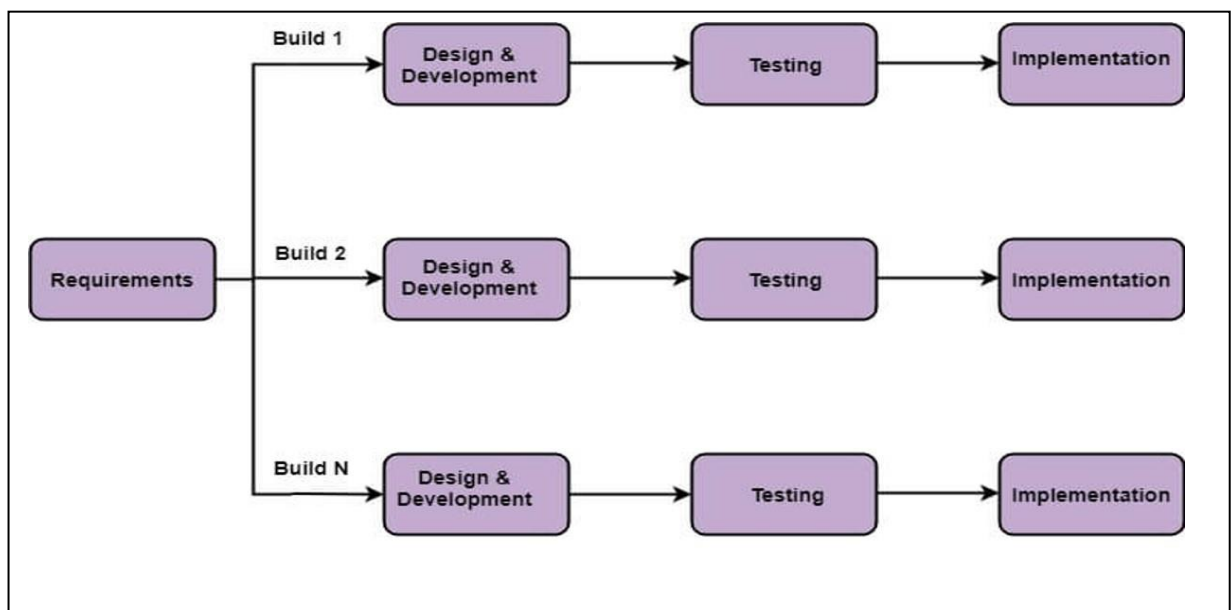 Build 1
Design &
Development
Testing
Implementation
Requirements
Build 2
Design &
Development
Testing
Implementation
Build N
Design &
Development
Testing
Implementation